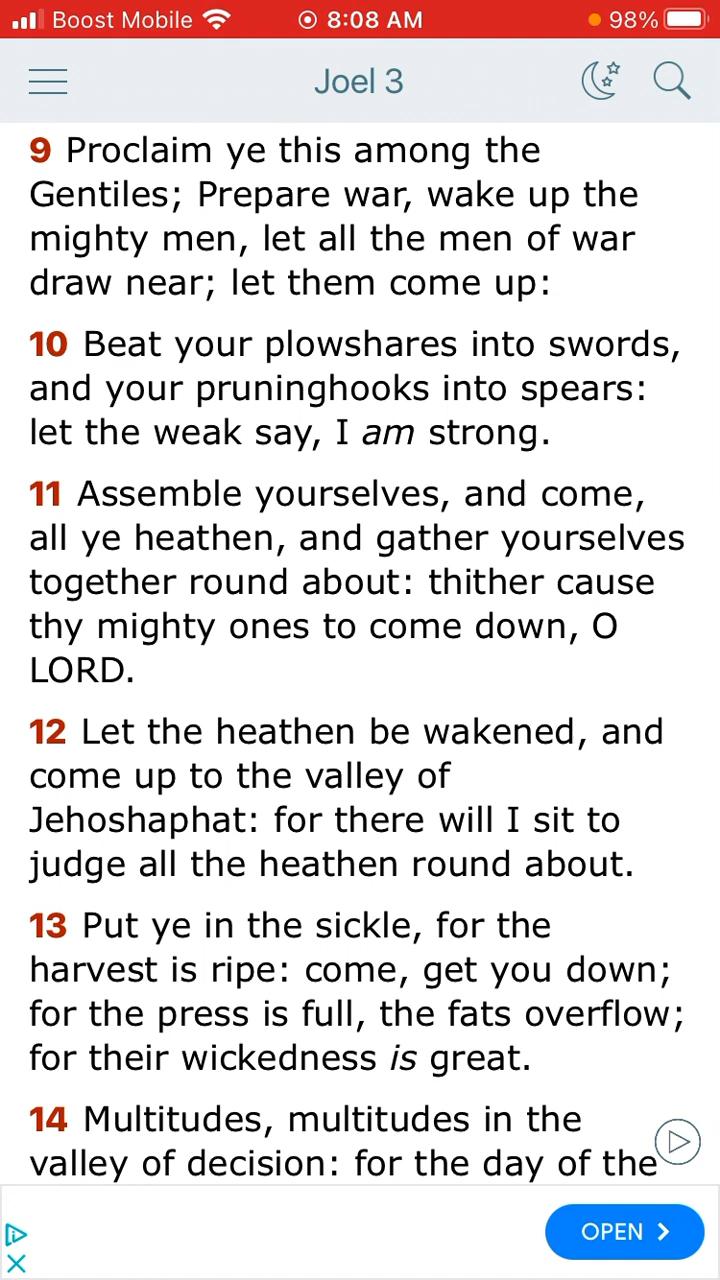 Boost Mobile 8:08 AM 98%
Joel 3
9 Proclaim ye this among the
Gentiles; Prepare war, wake up the
mighty men, let all the men of war
draw near; let them come up:
10 Beat your plowshares into swords,
and your pruninghooks into spears:
let the weak say, I am strong.
11 Assemble yourselves, and come,
all ye heathen, and gather yourselves
together round about: thither cause
thy mighty ones to come down, O
LORD.
12 Let the heathen be wakened, and
come up to the valley of
Jehoshaphat: for there will I sit to
judge all the heathen round about.
13 Put ye in the sickle, for the
harvest is ripe: come, get you down;
for the press is full, the fats overflow;
for their wickedness is great.
14 Multitudes, multitudes in the
valley of decision: for the day of the
OPEN